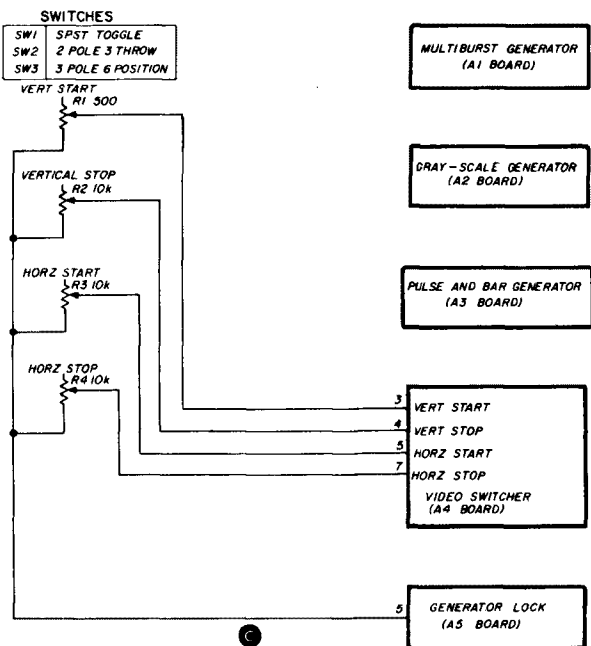 SWITCHES
SW1 SPST TOGGLE
SW2 2 POLE 3 THROW
SW3 3 POLE 6 POSITION
VERT START
R1 500
VERTICAL STOP
R2 10k
HORZ START
R3 10k
HORZ STOP
R4 10k
MULTIBURST GENERATOR
(A1 BOARD)
GRAY-SCALE GENERATOR
(A2 BOARD)
PULSE AND BAR GENERATOR
(A3 BOARD)
3 VERT START
4 VERT STOP
5 HORZ START
7 HORZ STOP
VIDEO SWITCHER
(A4 BOARD)
5 GENERATOR LOCK
(A5 BOARD)
C